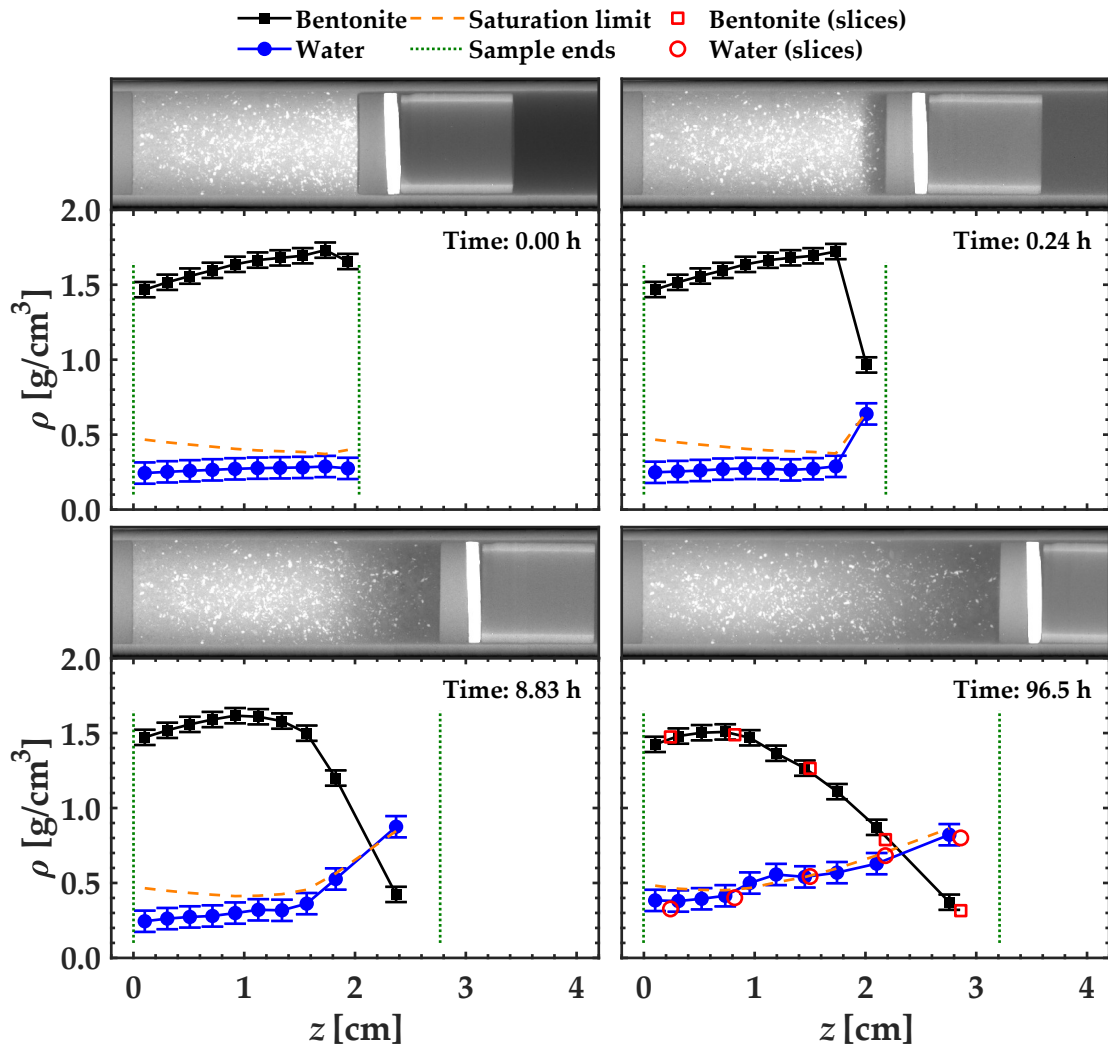 Bentonite Saturation limit Bentonite (slices)
Water Sample ends Water (slices)
2.0 Time: 0.00 h Time: 0.24 h
1.5
1.0
0.5
0.0
ρ [g/cm³]
2.0 Time: 8.83 h Time: 96.5 h
1.5
1.0
0.5
0.0
ρ [g/cm³]
0 1 2 3 4 0 1 2 3 4
z [cm] z [cm]